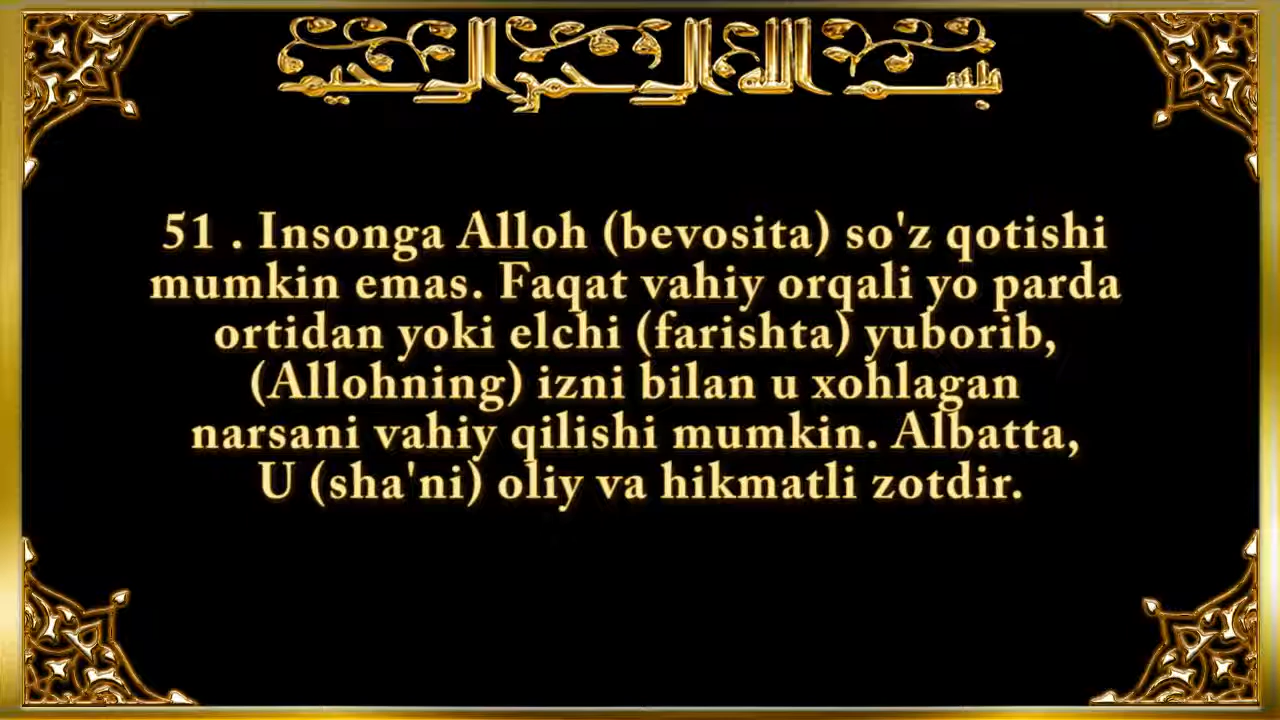 بسم الله الرحمن الرحيم
51 . Insonga Alloh (bevosita) so'z qotishi
mumkin emas. Faqat vahiy orqali yo parda
ortidan yoki elchi (farishta) yuborib,
(Allohning) izni bilan u xohlagan
narsani vahiy qilishi mumkin. Albatta,
U (sha'ni) oliy va hikmatli zotdir.